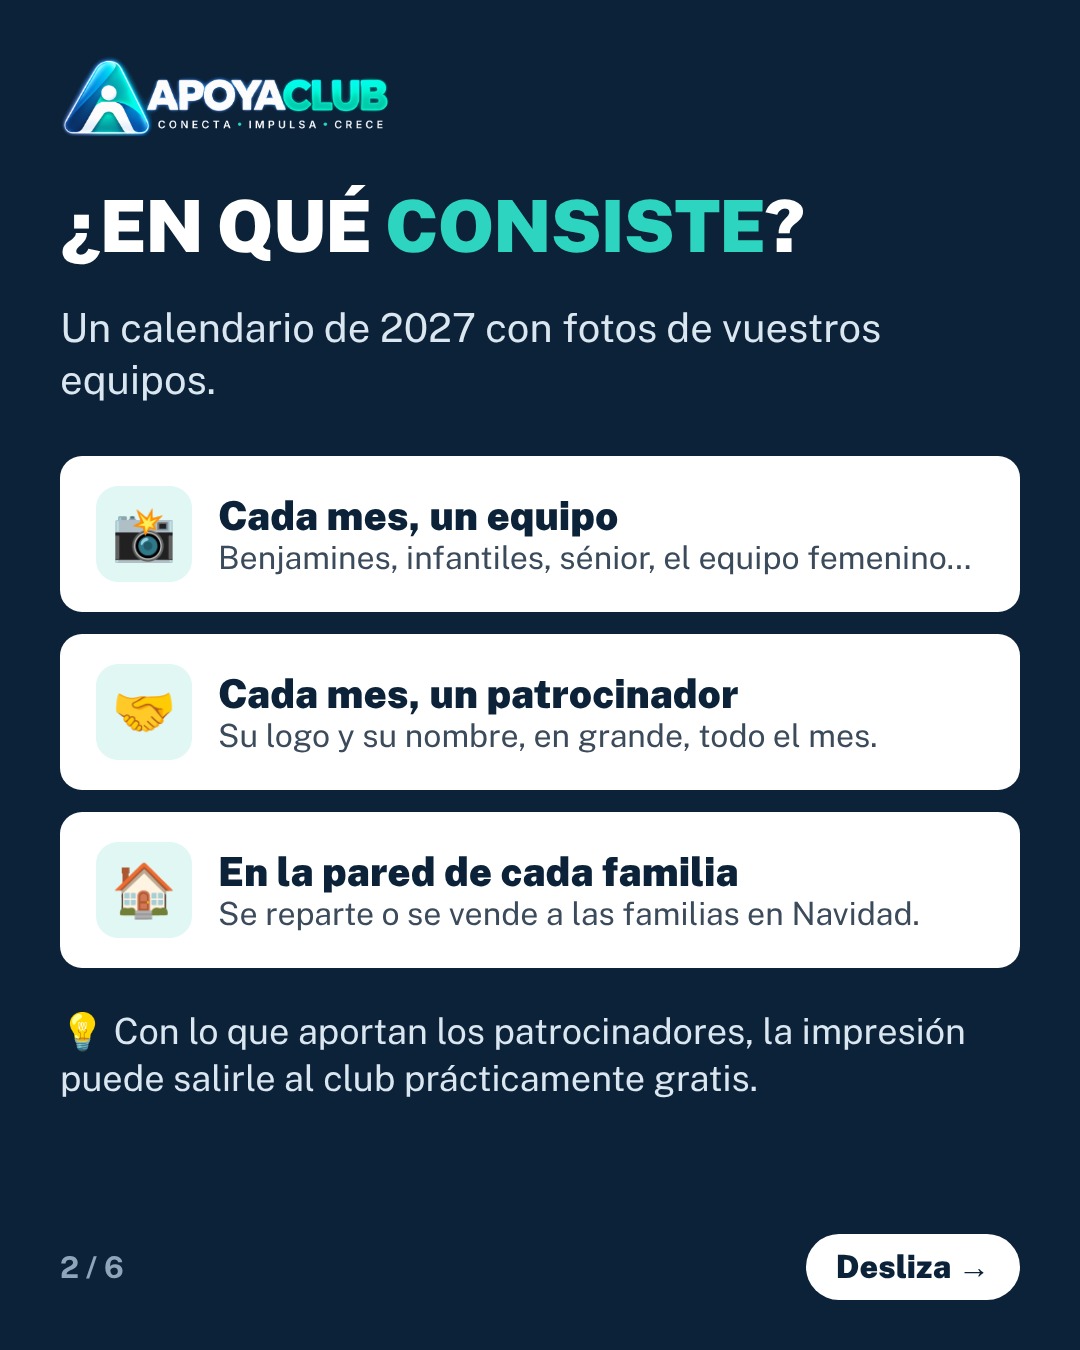 APOYACLUB
CONECTA • IMPULSA • CRECE
¿EN QUÉ CONSISTE?
Un calendario de 2027 con fotos de vuestros
equipos.
Cada mes, un equipo
Benjamines, infantiles, sénior, el equipo femenino...
Cada mes, un patrocinador
Su logo y su nombre, en grande, todo el mes.
En la pared de cada familia
Se reparte o se vende a las familias en Navidad.
💡 Con lo que aportan los patrocinadores, la impresión
puede salirle al club prácticamente gratis.
2 / 6
Desliza →